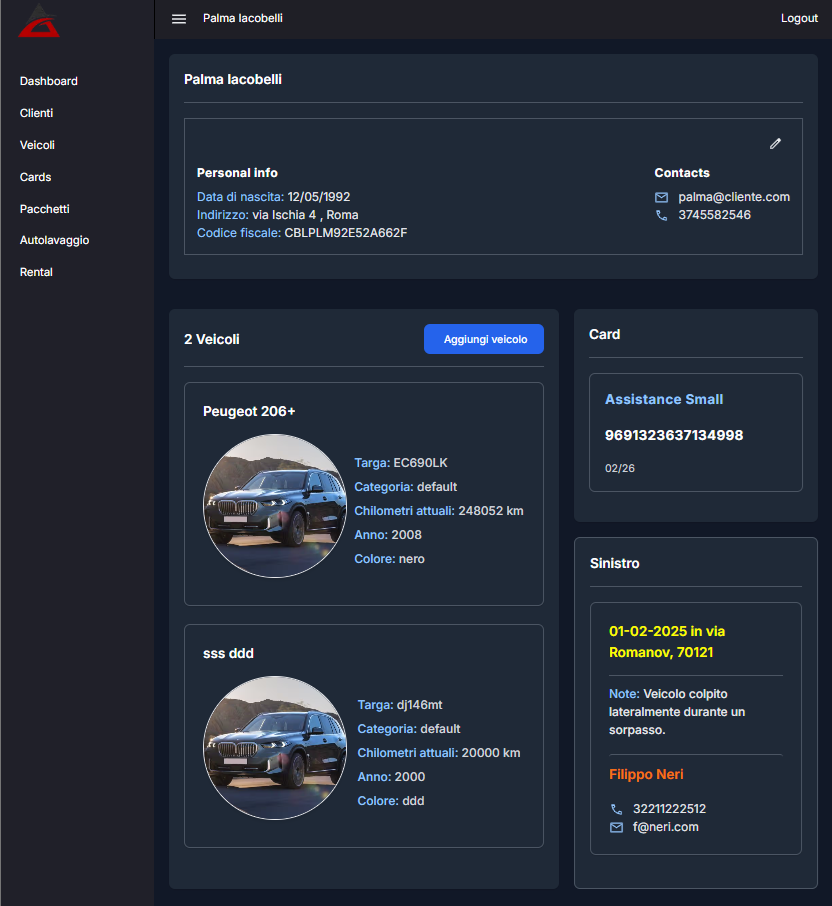 Palma Iacobelli
Logout
Dashboard
Clienti
Veicoli
Cards
Pacchetti
Autolavaggio
Rental
Palma Iacobelli
Personal info
Data di nascita: 12/05/1992
Indirizzo: via Ischia 4 , Roma
Codice fiscale: CBLPLM92E52A662F
Contacts
palma@cliente.com
3745582546
2 Veicoli
Aggiungi veicolo
Peugeot 206+
Targa: EC690LK
Categoria: default
Chilometri attuali: 248052 km
Anno: 2008
Colore: nero
sss ddd
Targa: dj146mt
Categoria: default
Chilometri attuali: 20000 km
Anno: 2000
Colore: ddd
Card
Assistance Small
9691323637134998
02/26
Sinistro
01-02-2025 in via
Romanov, 70121
Note: Veicolo colpito
lateralmente durante un
sorpasso.
Filippo Neri
32211222512
f@neri.com